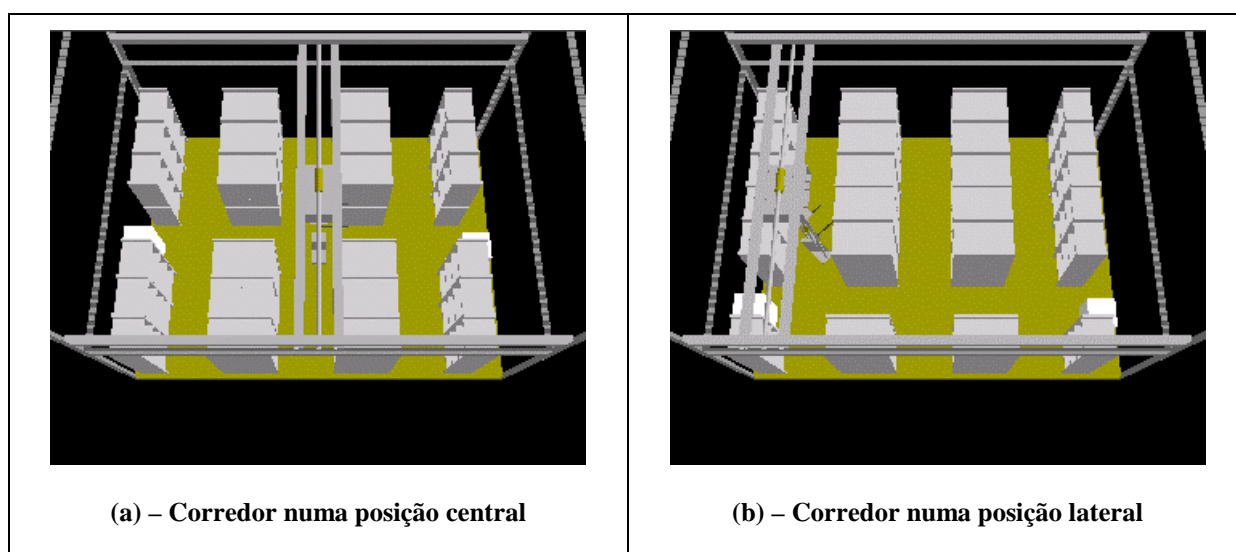 (a) – Corredor numa posição central
(b) – Corredor numa posição lateral